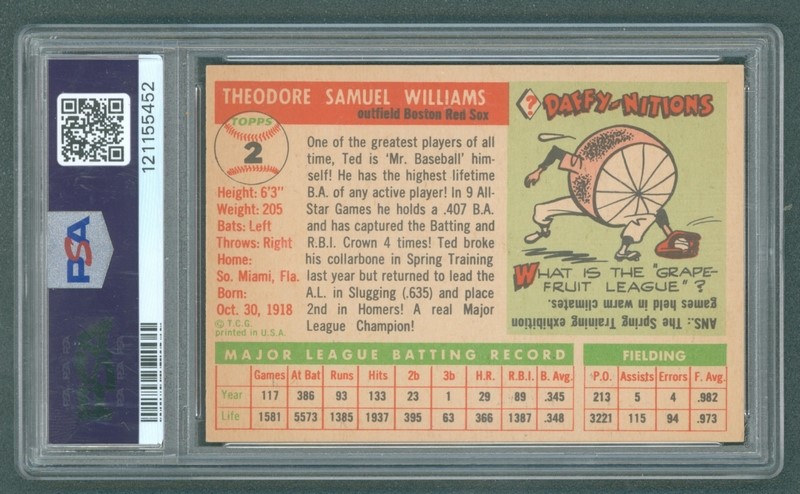 PSA
121155452
THEODORE SAMUEL WILLIAMS
outfield Boston Red Sox
TOPPS
2
Height: 6'3"
Weight: 205
Bats: Left
Throws: Right
Home:
So. Miami, Fla.
Born:
Oct. 30, 1918
© T.C.G.
printed in U.S.A.
One of the greatest players of all
time, Ted is 'Mr. Baseball' him-
self! He has the highest lifetime
B.A. of any active player! In 9 All-
Star Games he holds a .407 B.A.
and has captured the Batting and
R.B.I. Crown 4 times! Ted broke
his collarbone in Spring Training
last year but returned to lead the
A.L. in Slugging (.635) and place
2nd in Homers! A real Major
League Champion!
? DAFFY-NITIONS
WHAT IS THE "GRAPE-
FRUIT LEAGUE"?
ANS.: The Spring Training exhibition
games held in warm climates.
MAJOR LEAGUE BATTING RECORD
Games At Bat Runs Hits 2b 3b H.R. R.B.I. B. Avg.
Year 117 386 93 133 23 1 29 89 .345
Life 1581 5573 1385 1937 395 63 366 1387 .348
FIELDING
P.O. Assists Errors F. Avg.
213 5 4 .982
3221 115 94 .973